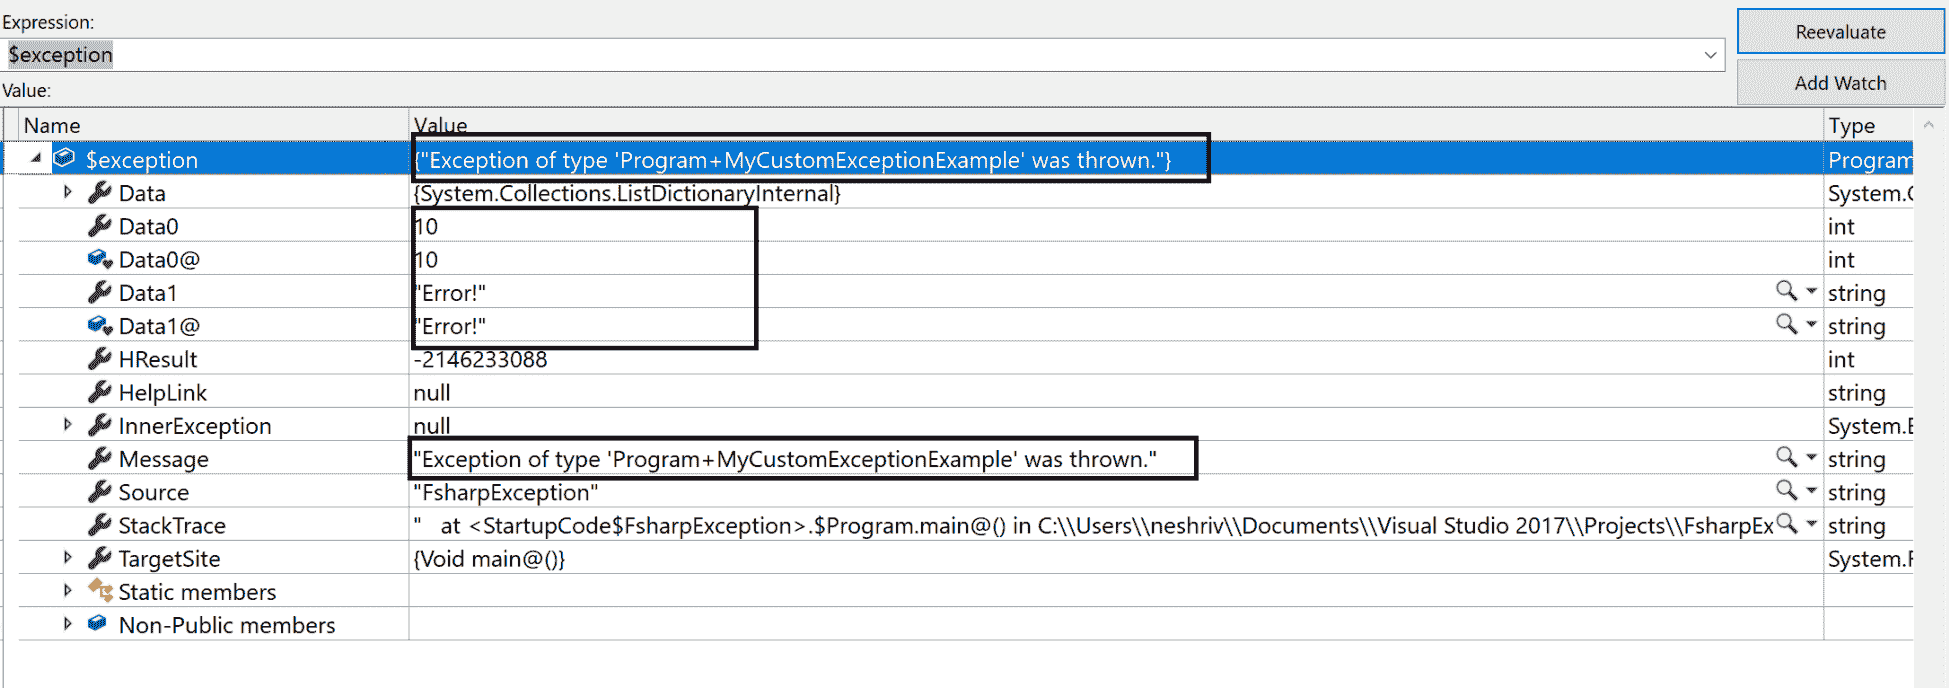 Expression:
$exception
Reevaluate
Value:
Add Watch
Name Value Type
$exception {"Exception of type 'Program+MyCustomExceptionExample' was thrown."} Program
Data {System.Collections.ListDictionaryInternal} System.C
Data0 10 int
Data0@ 10 int
Data1 "Error!" string
Data1@ "Error!" string
HResult -2146233088 int
HelpLink null string
InnerException null System.E
Message "Exception of type 'Program+MyCustomExceptionExample' was thrown." string
Source "FsharpException" string
StackTrace "   at <StartupCode$FsharpException>.$Program.main@() in C:\\Users\\neshriv\\Documents\\Visual Studio 2017\\Projects\\FsharpEx string
TargetSite {Void main@()} System.F
Static members
Non-Public members